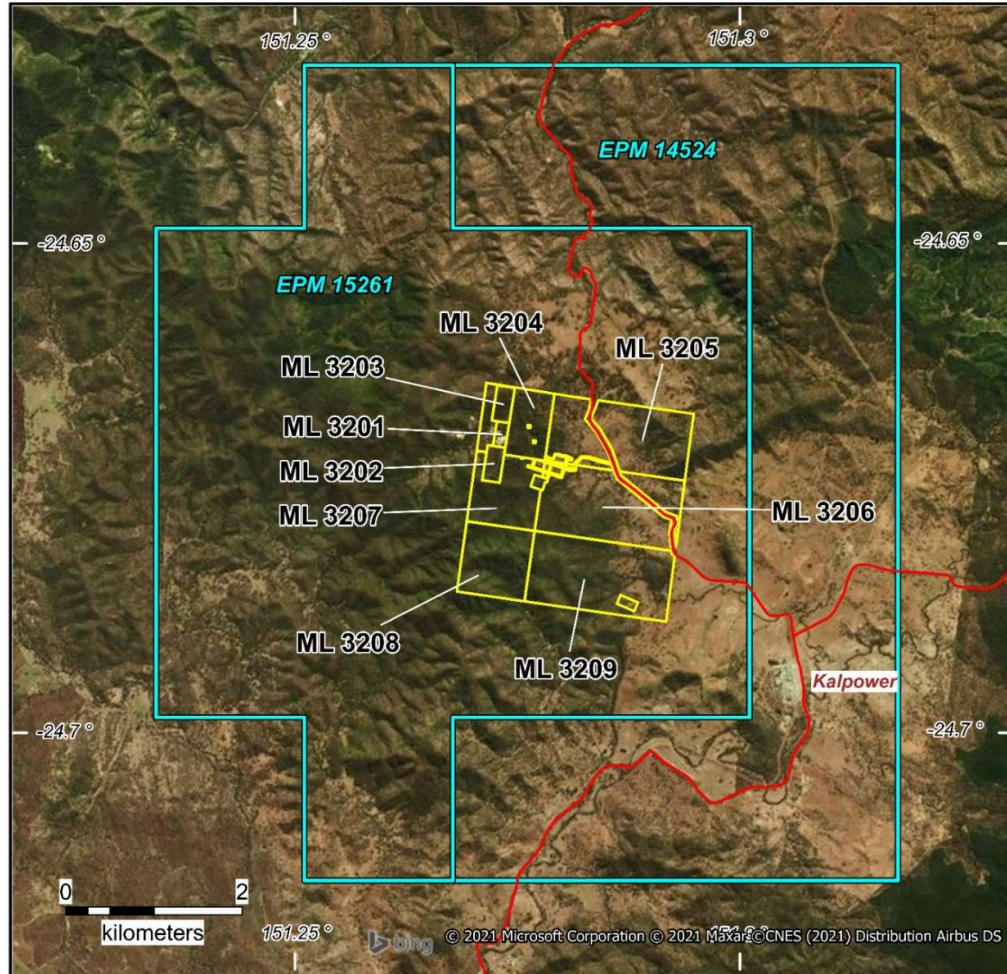 151.25 °
151.3 °
EPM 14524
-24.65 °
-24.65 °
EPM 15261
ML 3204
ML 3205
ML 3203
ML 3201
ML 3202
ML 3207
ML 3206
ML 3208
ML 3209
Kalpower
-24.7 °
-24.7 °
0 2
kilometers
151.25 °
bing
© 2021 Microsoft Corporation © 2021 Maxar ©CNES (2021) Distribution Airbus DS